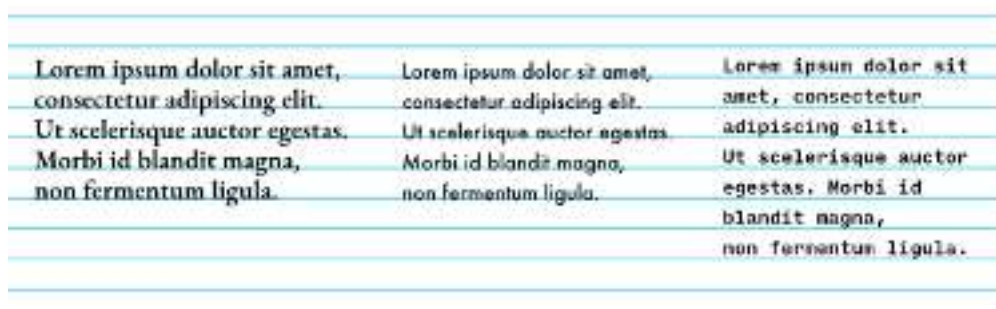 Lorem ipsum dolor sit amet,
consectetur adipiscing elit.
Ut scelerisque auctor egestas.
Morbi id blandit magna,
non fermentum ligula.
Lorem ipsum dolor sit amet,
consectetur adipiscing elit.
Ut scelerisque auctor egestas.
Morbi id blandit magna,
non fermentum ligula.
Lorem ipsum dolor sit
amet, consectetur
adipiscing elit.
Ut scelerisque auctor
egestas. Morbi id
blandit magna,
non fermentum ligula.